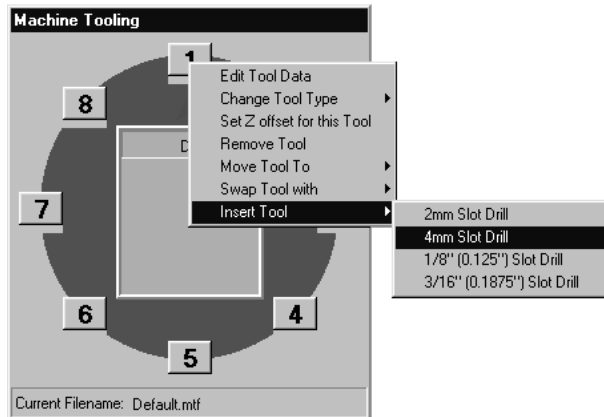 Machine Tooling
1
8
7
6
5
4
D
Edit Tool Data
Change Tool Type
Set Z offset for this Tool
Remove Tool
Move Tool To
Swap Tool with
Insert Tool
2mm Slot Drill
4mm Slot Drill
1/8" (0.125") Slot Drill
3/16" (0.1875") Slot Drill
Current Filename: Default.mtf